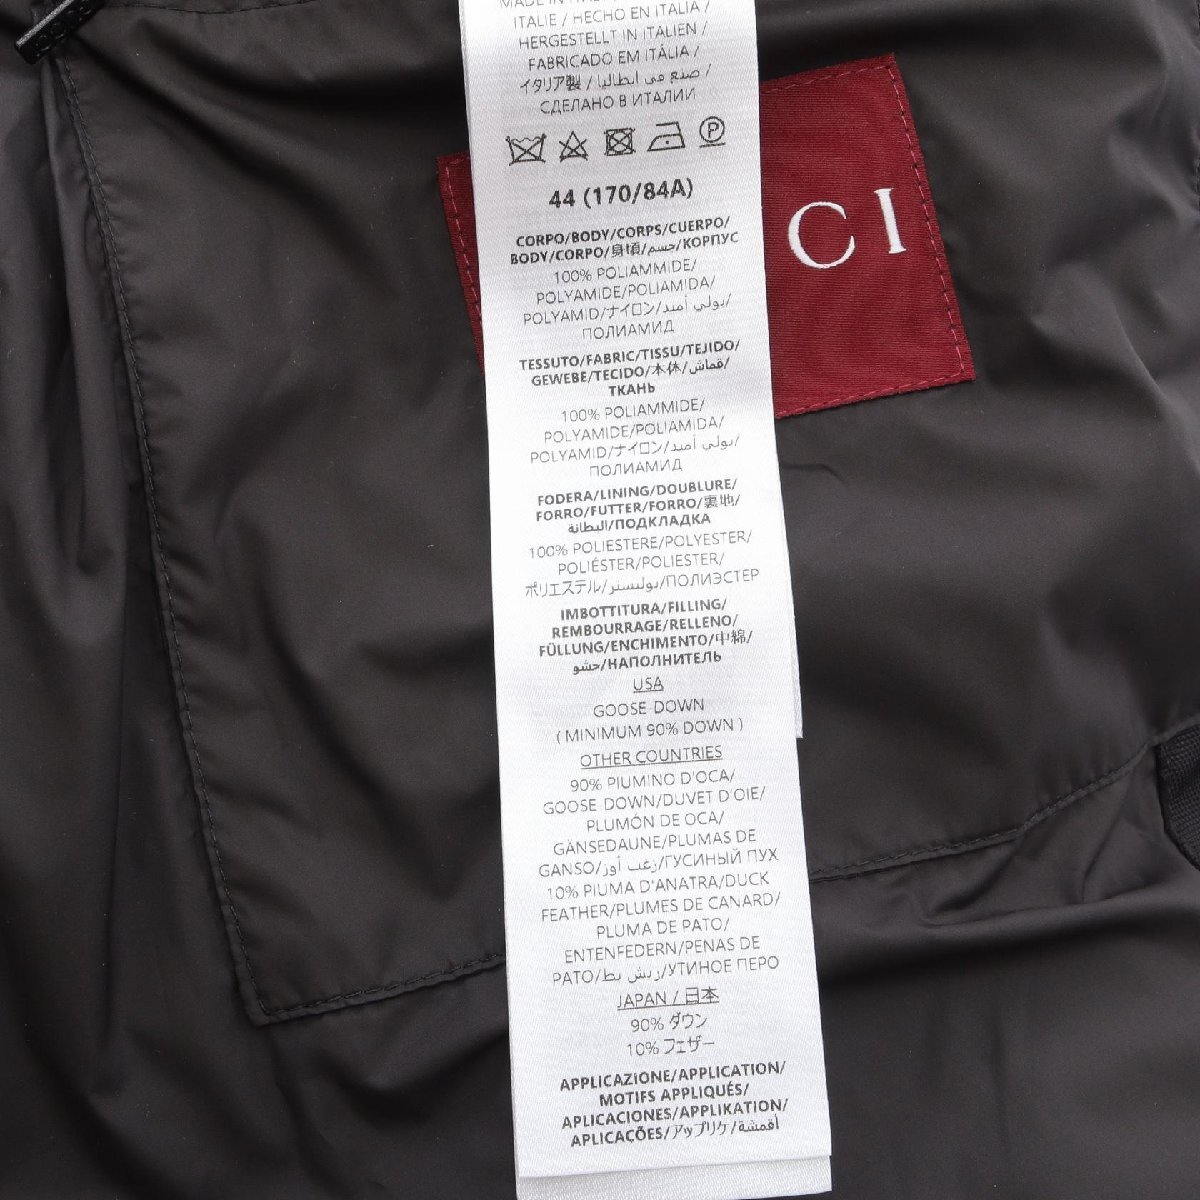 MADE IN ITALY
ITALIE / HECHO EN ITALIA /
HERGESTELLT IN ITALIEN /
FABRICADO EM ITÁLIA /
イタリア製 / صنع في ايطاليا /
СДЕЛАНО В ИТАЛИИ
44 (170/84A)
CORPO/BODY/CORPS/CUERPO/
BODY/CORPO/身頃/جسم/КОРПУС
100% POLIAMMIDE/
POLYAMIDE/POLIAMIDA/
POLYAMID/ナイロン/بولي أميد/
ПОЛИАМИД
TESSUTO/FABRIC/TISSU/TEJIDO/
GEWEBE/TECIDO/本体/قماش/
ТКАНЬ
100% POLIAMMIDE/
POLYAMIDE/POLIAMIDA/
POLYAMID/ナイロン/بولي أميد/
ПОЛИАМИД
FODERA/LINING/DOUBLURE/
FORRO/FUTTER/FORRO/裏地/
البطانة/ПОДКЛАДКА
100% POLIESTERE/POLYESTER/
POLIÉSTER/POLIESTER/
ポリエステル/بوليستر/ПОЛИЭСТЕР
IMBOTTITURA/FILLING/
REMBOURRAGE/RELLENO/
FÜLLUNG/ENCHIMENTO/中綿/
حشو/НАПОЛНИТЕЛЬ
USA
GOOSE DOWN
( MINIMUM 90% DOWN )
OTHER COUNTRIES
90% PIUMINO D'OCA/
GOOSE DOWN/DUVET D'OIE/
PLUMÓN DE OCA/
GÄNSEDAUNE/PLUMAS DE
GANSO/زغب أوز/ГУСИНЫЙ ПУХ
10% PIUMA D'ANATRA/DUCK
FEATHER/PLUMES DE CANARD/
PLUMA DE PATO/
ENTENFEDERN/PENAS DE
PATO/ريش بط/УТИНОЕ ПЕРО
JAPAN / 日本
90% ダウン
10% フェザー
APPLICAZIONE/APPLICATION/
MOTIFS APPLIQUÉS/
APLICACIONES/APPLIKATION/
APLICAÇÕES/アップリケ/أقمشة/
CI